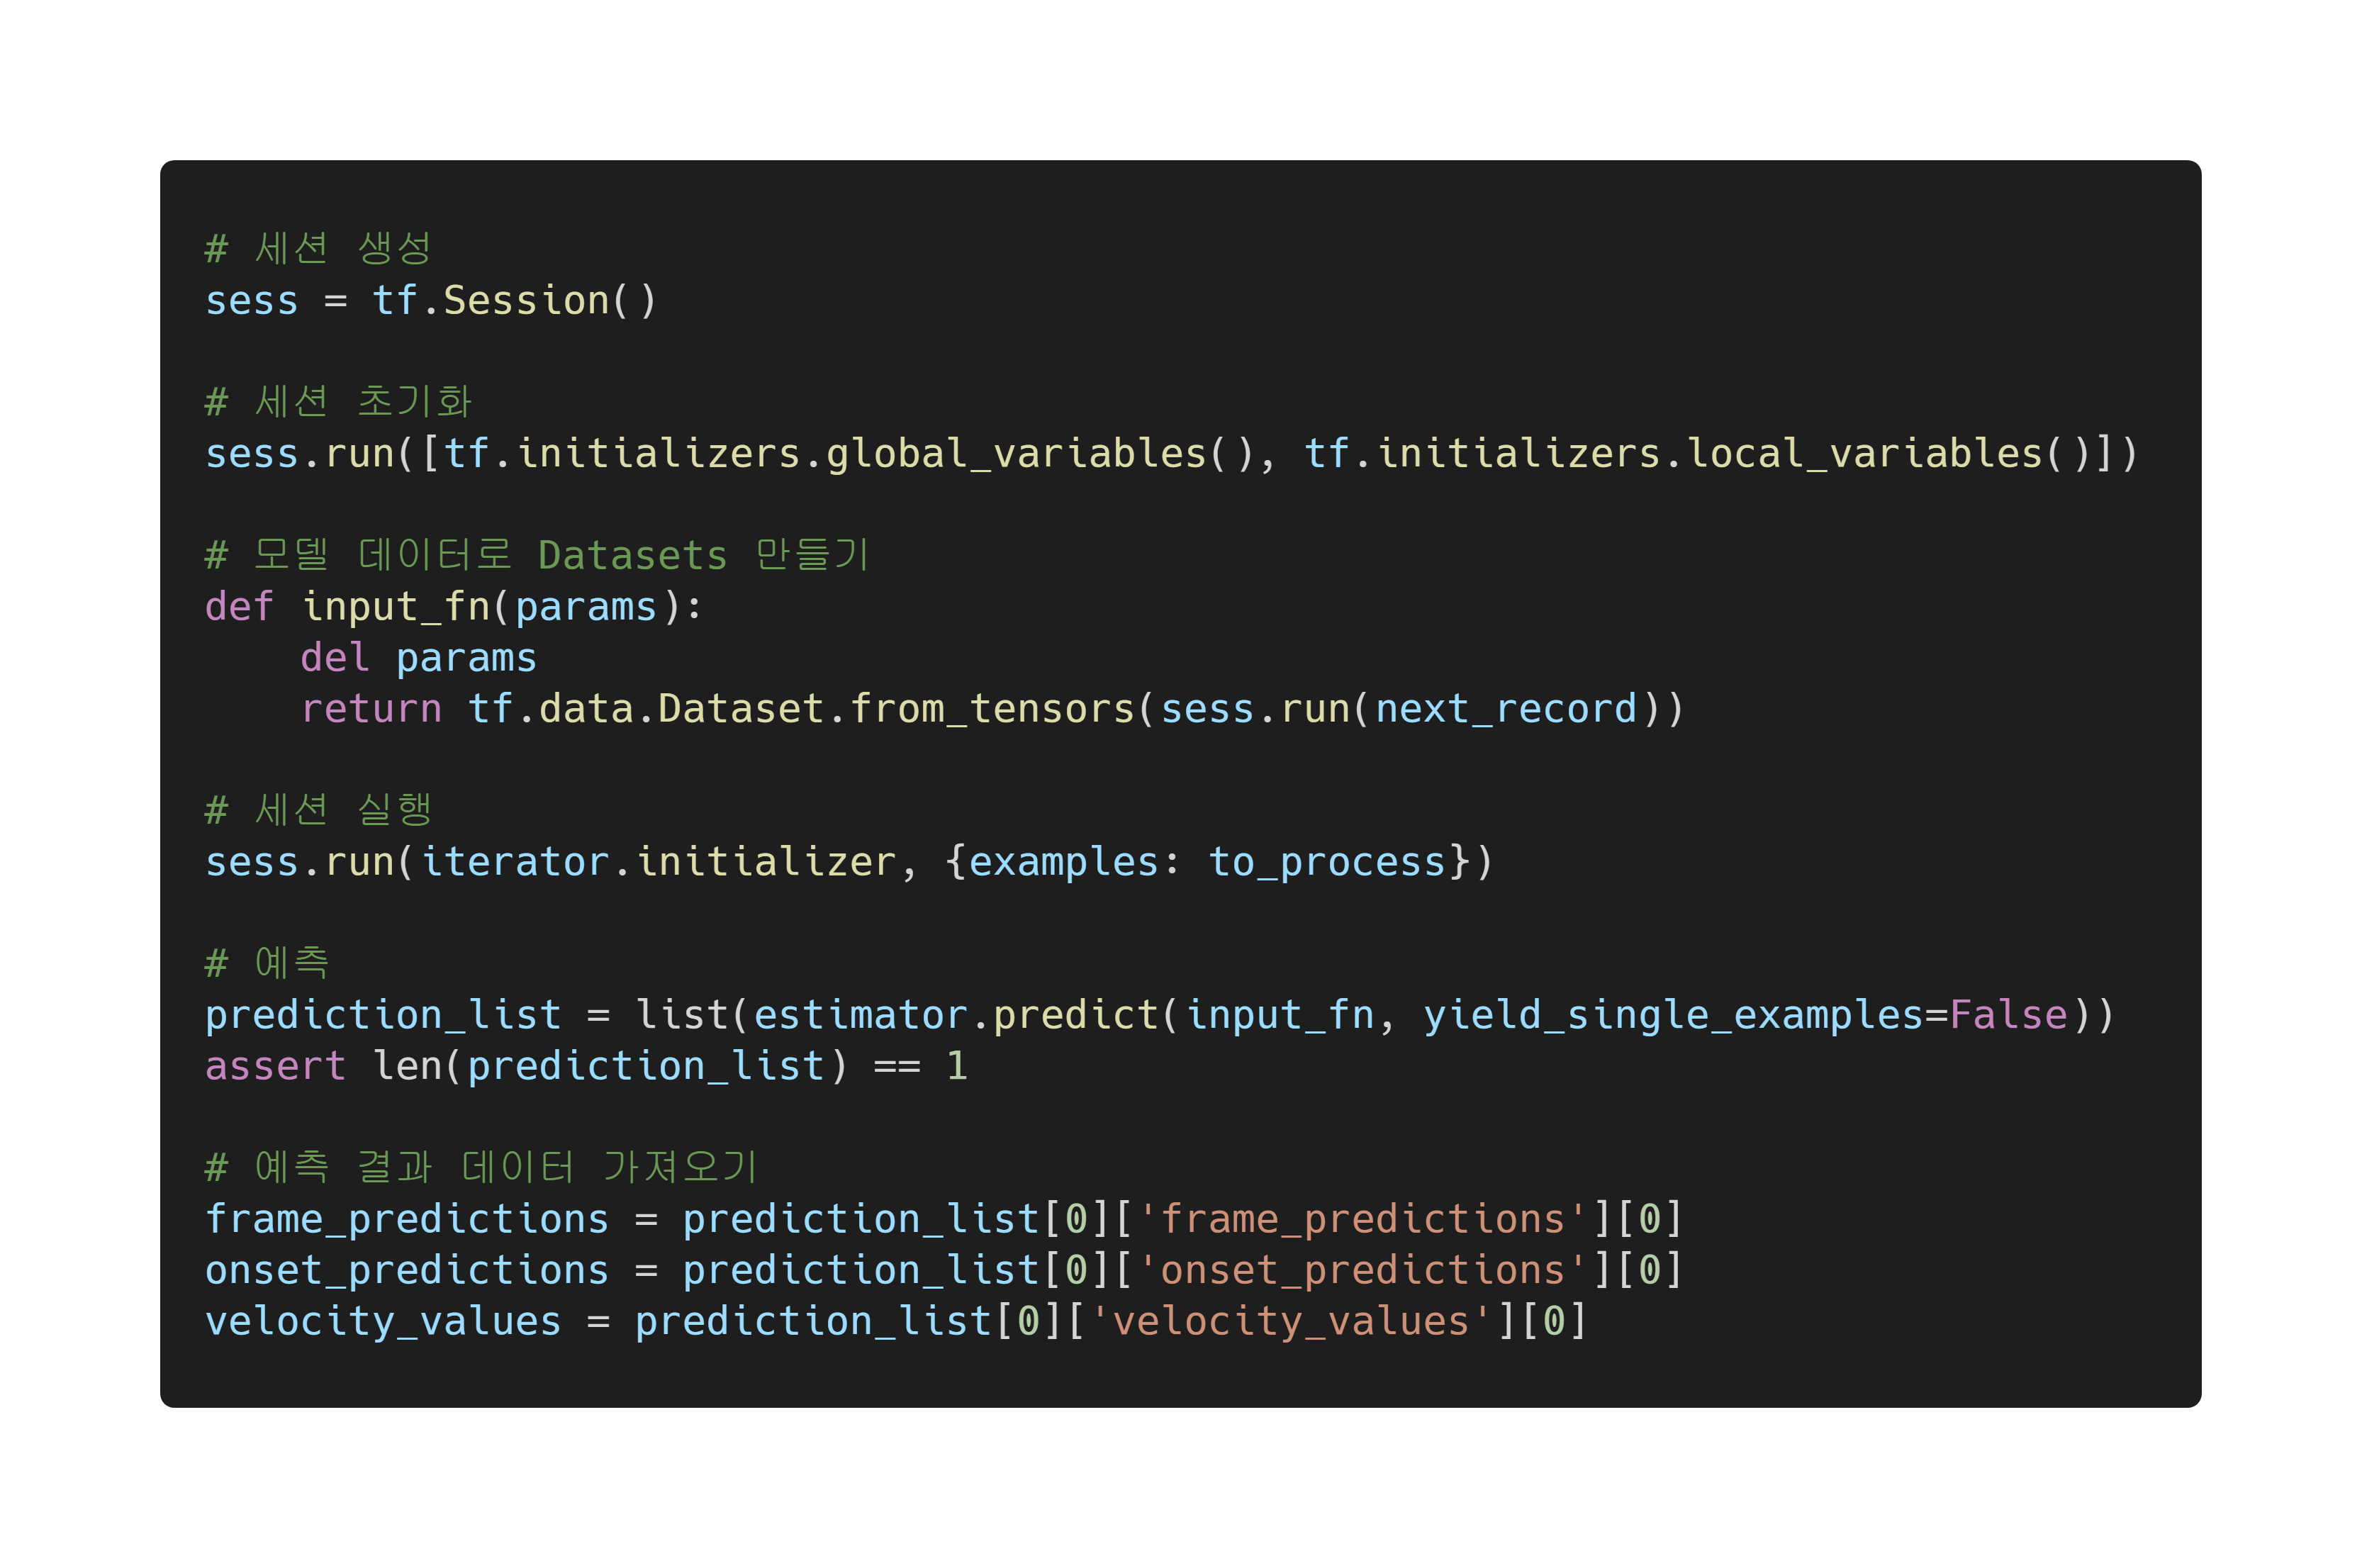 # 세션 생성
sess = tf.Session()
# 세션 초기화
sess.run([tf.initializers.global_variables(), tf.initializers.local_variables()])
# 모델 데이터로 Datasets 만들기
def input_fn(params):
    del params
    return tf.data.Dataset.from_tensors(sess.run(next_record))
# 세션 실행
sess.run(iterator.initializer, {examples: to_process})
# 예측
prediction_list = list(estimator.predict(input_fn, yield_single_examples=False))
assert len(prediction_list) == 1
# 예측 결과 데이터 가져오기
frame_predictions = prediction_list[0]['frame_predictions'][0]
onset_predictions = prediction_list[0]['onset_predictions'][0]
velocity_values = prediction_list[0]['velocity_values'][0]